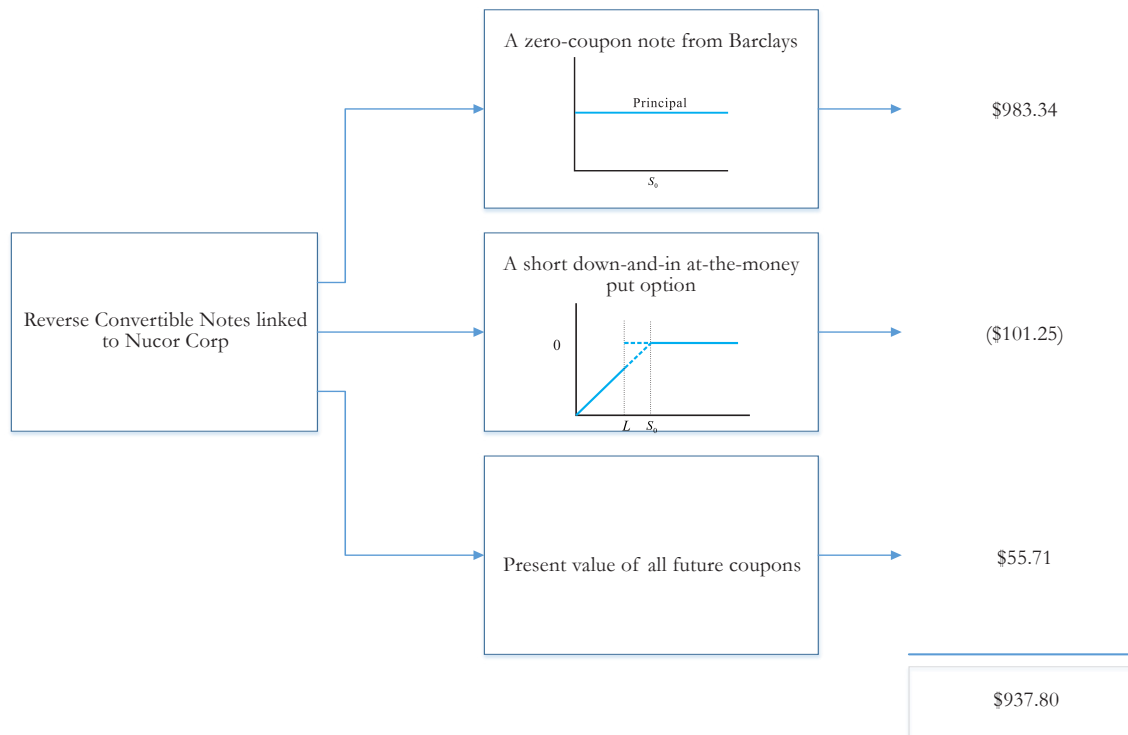 A zero-coupon note from Barclays
Principal
S₀
$983.34
Reverse Convertible Notes linked
to Nucor Corp
A short down-and-in at-the-money
put option
0
L S₀
($101.25)
Present value of all future coupons
$55.71
$937.80